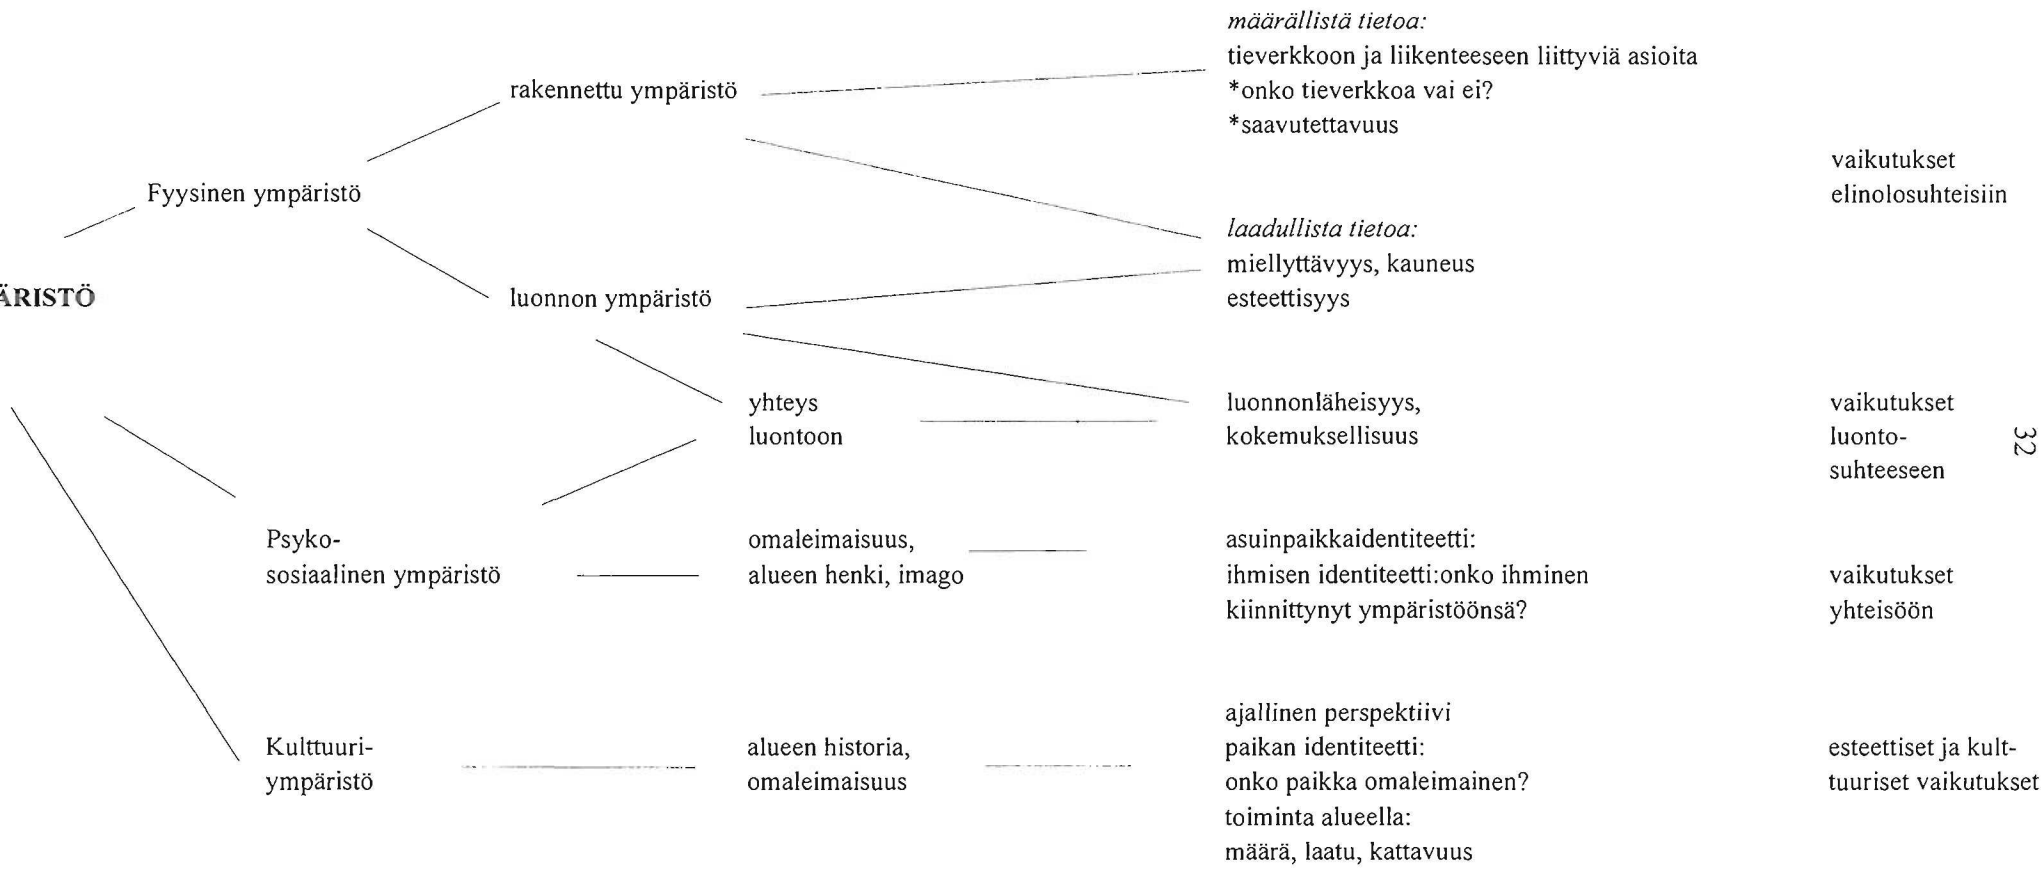 määrällistä tietoa:
tieverkkoon ja liikenteeseen liittyviä asioita
rakennettu ympäristö
*onko tieverkkoa vai ei?
*saavutettavuus
vaikutukset
elinolosuhteisiin
Fyysinen ympäristö
laadullista tietoa:
miellyttävyys, kauneus
esteettisyys
ÄRISTÖ
luonnon ympäristö
yhteys
luontoon
luonnonläheisyys,
kokemuksellisuus
vaikutukset
luonto-
suhteeseen
32
Psyko-
sosiaalinen ympäristö
omaleimaisuus,
alueen henki, imago
asuinpaikkaidentiteetti:
ihmisen identiteetti:onko ihminen
kiinnittynyt ympäristöönsä?
vaikutukset
yhteisöön
Kulttuuri-
ympäristö
alueen historia,
omaleimaisuus
ajallinen perspektiivi
paikan identiteetti:
onko paikka omaleimainen?
toiminta alueella:
määrä, laatu, kattavuus
esteettiset ja kult-
tuuriset vaikutukset